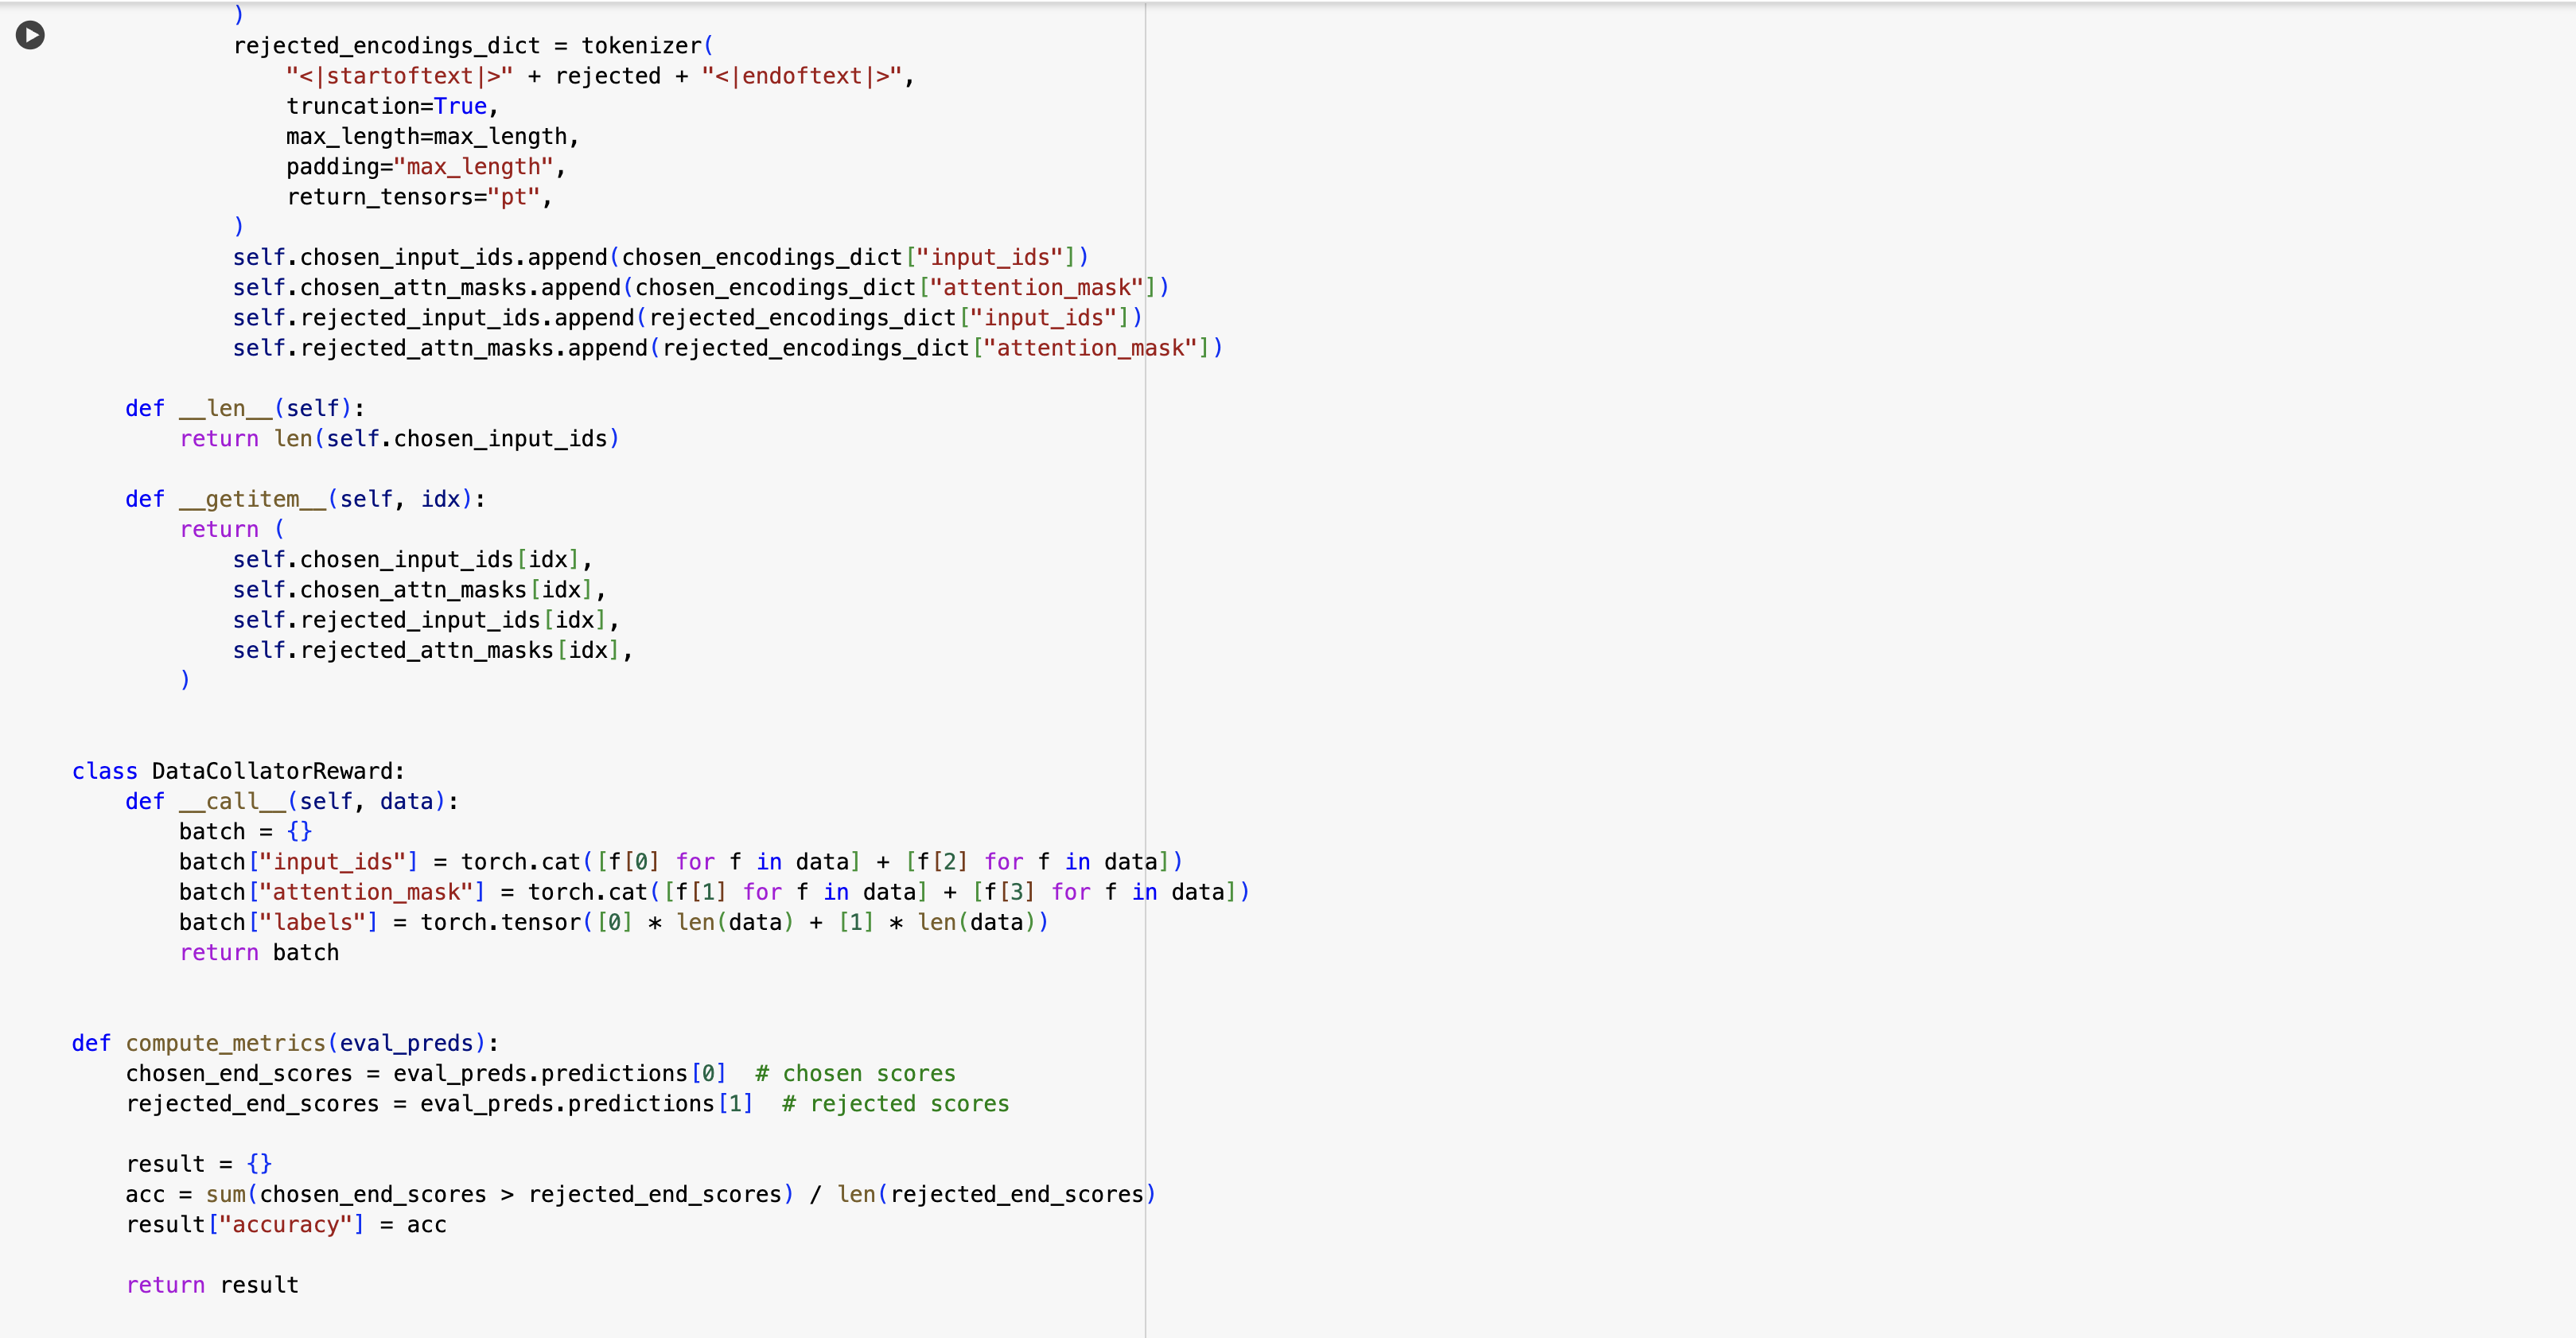 )
            rejected_encodings_dict = tokenizer(
                "<|startoftext|>" + rejected + "<|endoftext|>",
                truncation=True,
                max_length=max_length,
                padding="max_length",
                return_tensors="pt",
            )
            self.chosen_input_ids.append(chosen_encodings_dict["input_ids"])
            self.chosen_attn_masks.append(chosen_encodings_dict["attention_mask"])
            self.rejected_input_ids.append(rejected_encodings_dict["input_ids"])
            self.rejected_attn_masks.append(rejected_encodings_dict["attention_mask"])

    def __len__(self):
        return len(self.chosen_input_ids)

    def __getitem__(self, idx):
        return (
            self.chosen_input_ids[idx],
            self.chosen_attn_masks[idx],
            self.rejected_input_ids[idx],
            self.rejected_attn_masks[idx],
        )


class DataCollatorReward:
    def __call__(self, data):
        batch = {}
        batch["input_ids"] = torch.cat([f[0] for f in data] + [f[2] for f in data])
        batch["attention_mask"] = torch.cat([f[1] for f in data] + [f[3] for f in data])
        batch["labels"] = torch.tensor([0] * len(data) + [1] * len(data))
        return batch


def compute_metrics(eval_preds):
    chosen_end_scores = eval_preds.predictions[0]  # chosen scores
    rejected_end_scores = eval_preds.predictions[1]  # rejected scores

    result = {}
    acc = sum(chosen_end_scores > rejected_end_scores) / len(rejected_end_scores)
    result["accuracy"] = acc

    return result